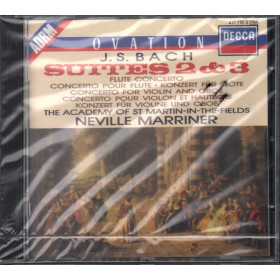 ADRM
OVATION
DECCA
J.S. BACH
SUITES 2 & 3
FLUTE CONCERTO
CONCERTO POUR FLUTE · KONZERT FÜR FLÖTE
CONCERTO FOR VIOLIN AND OBOE
CONCERTO POUR VIOLON ET HAUTBOIS
KONZERT FÜR VIOLINE UND OBOE
THE ACADEMY OF ST MARTIN-IN-THE-FIELDS
NEVILLE MARRINER